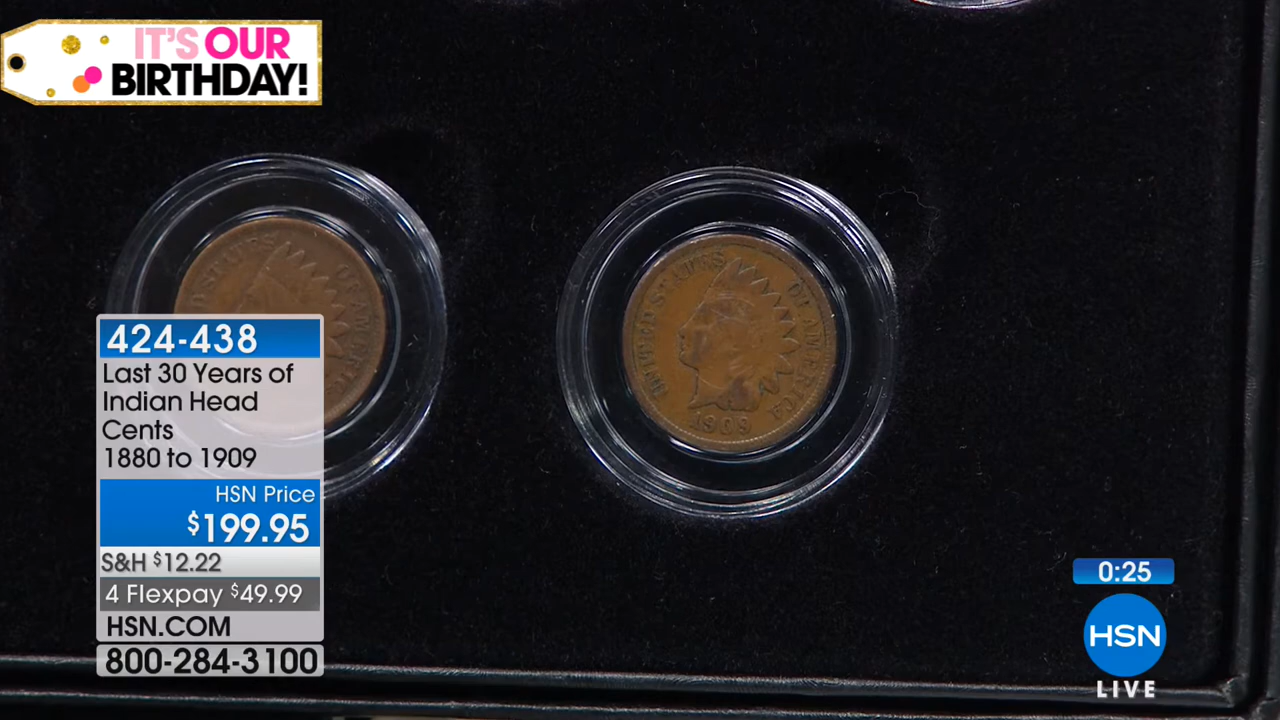 IT'S OUR
BIRTHDAY!
UNITED STATES OF AMERICA
1909
424-438
Last 30 Years of
Indian Head
Cents
1880 to 1909
HSN Price
$199.95
S&H $12.22
4 Flexpay $49.99
HSN.COM
800-284-3100
0:25
HSN
LIVE